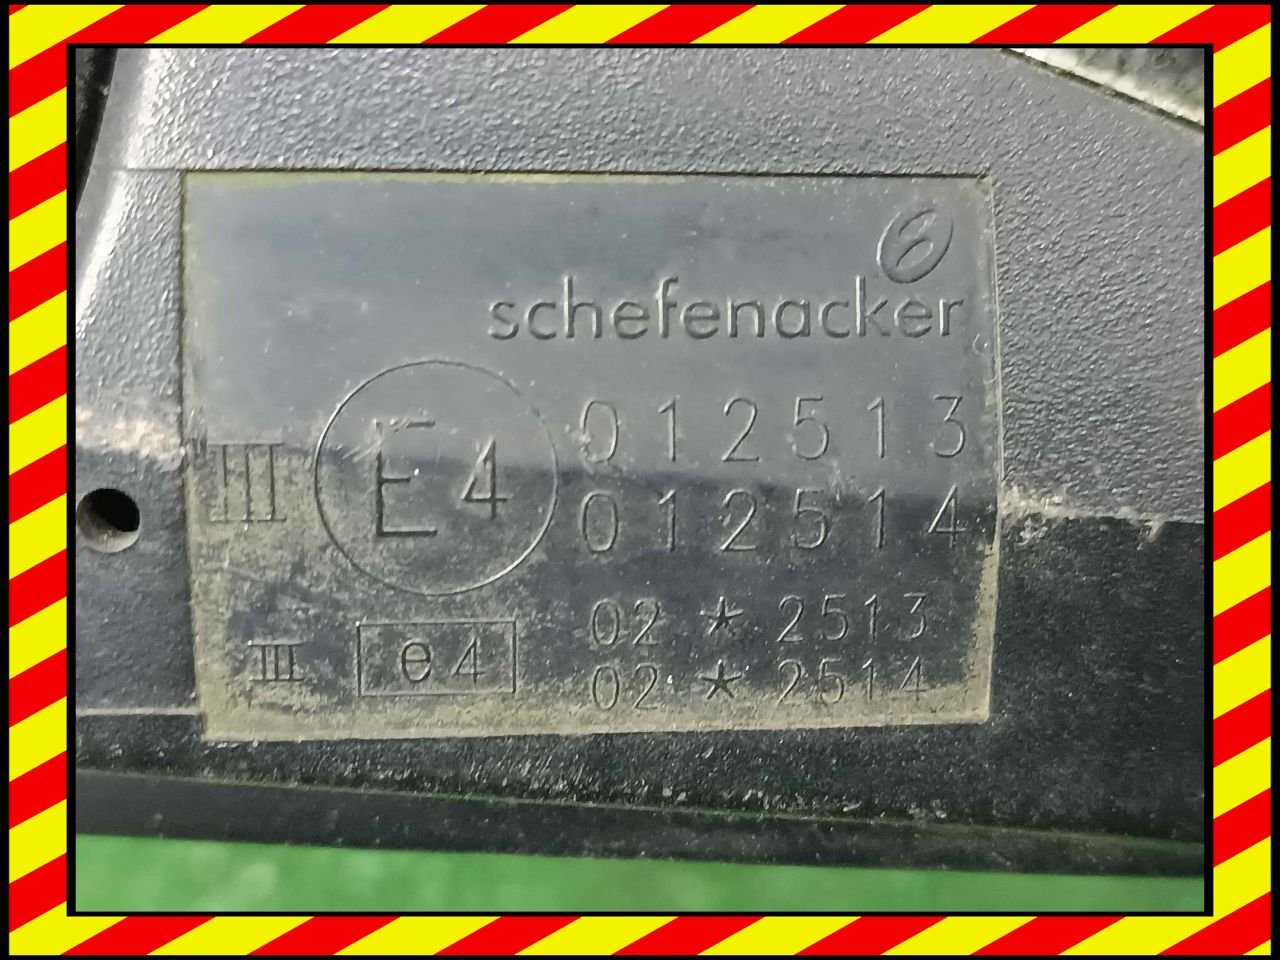 schefenacker
III E4 012513
012514
02 * 2513
III e4 02 * 2514